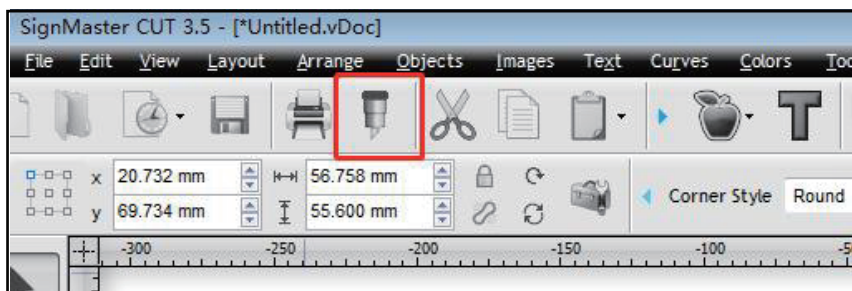 SignMaster CUT 3.5 - [*Untitled.vDoc]
File Edit View Layout Arrange Objects Images Text Curves Colors
x 20.732 mm 56.758 mm
Corner Style Round
y 69.734 mm 55.600 mm
-300 -250 -200 -150 -100